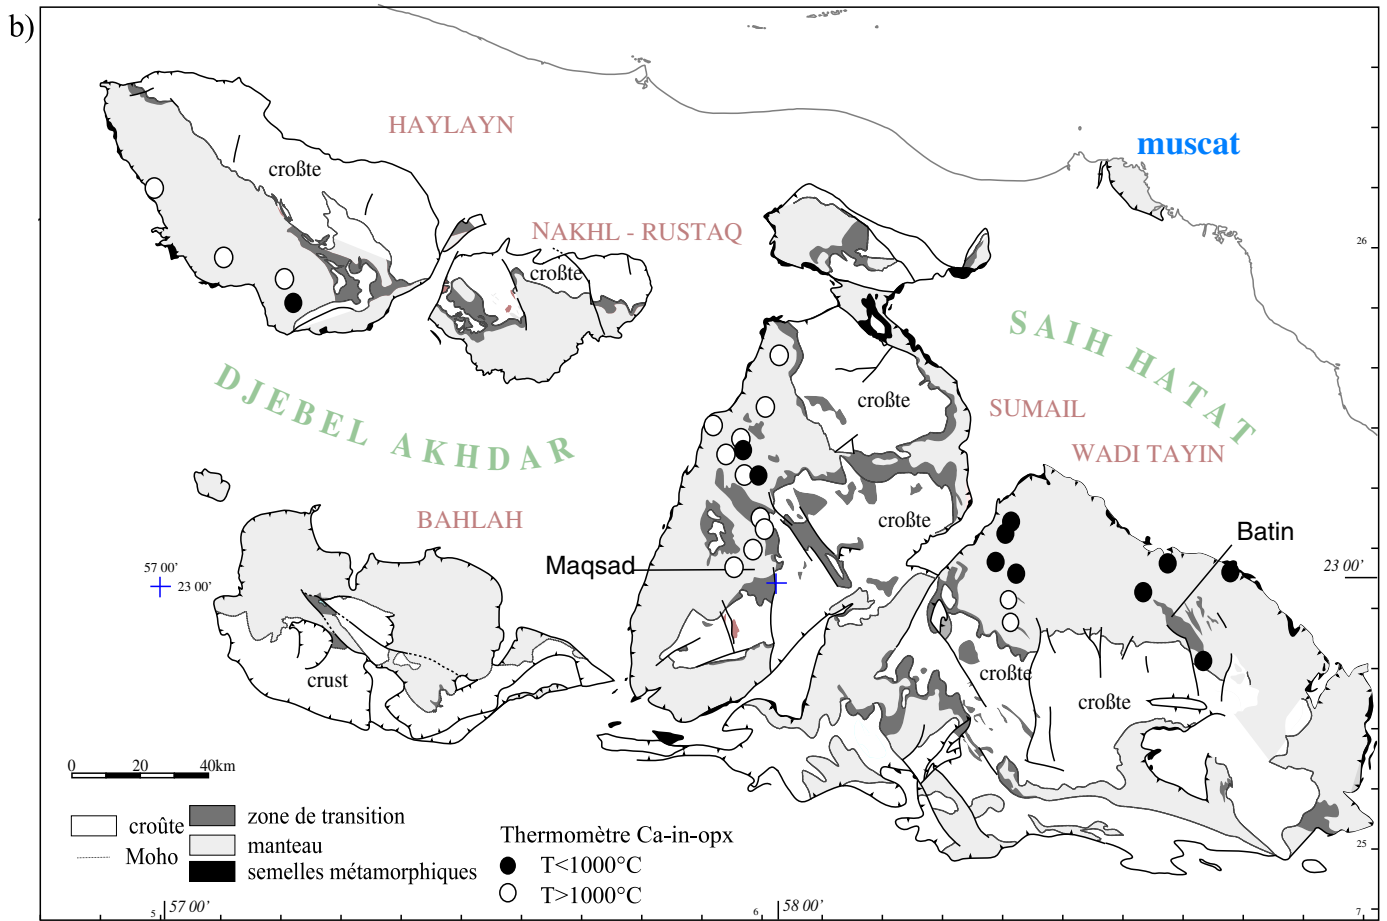 b)
HAYLAYN
muscat
croßte
NAKHL - RUSTAQ
26
croßte
SAIH HATAT
DJEBEL AKHDAR
croßte
SUMAIL
WADI TAYIN
BAHLAH
croßte
Batin
Maqsad
57 00'
23 00'
23 00'
crust
croßte
croßte
0 20 40km
croûte
Moho
zone de transition
manteau
semelles métamorphiques
Thermomètre Ca-in-opx
T<1000°C
T>1000°C
25
5
57 00'
6
58 00'
7